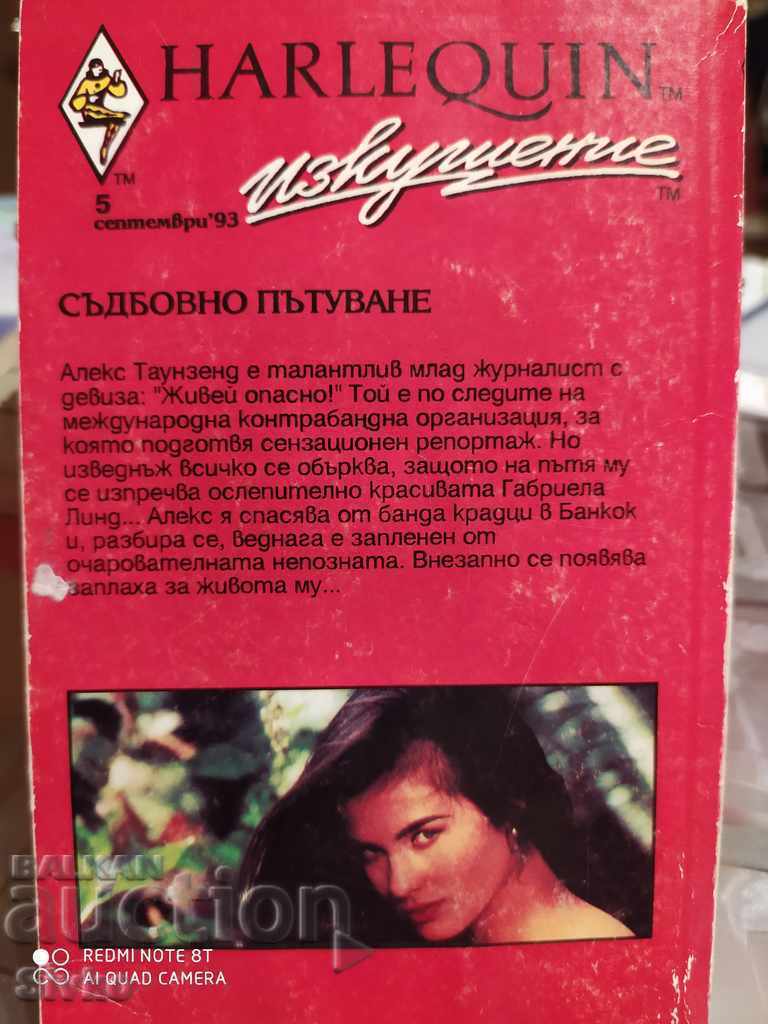 HARLEQUIN™
изкушение™
™
5
септември'93
СЪДБОВНО ПЪТУВАНЕ
Алекс Таунзенд е талантлив млад журналист с
девиза: "Живей опасно!" Той е по следите на
международна контрабандна организация, за
която подготвя сензационен репортаж. Но
изведнъж всичко се обърква, защото на пътя му
се изпречва ослепително красивата Габриела
Линд... Алекс я спасява от банда крадци в Банкок
и, разбира се, веднага е запленен от
очарователната непозната. Внезапно се появява
заплаха за живота му...
BALKAN
auction
REDMI NOTE 8T
AI QUAD CAMERA